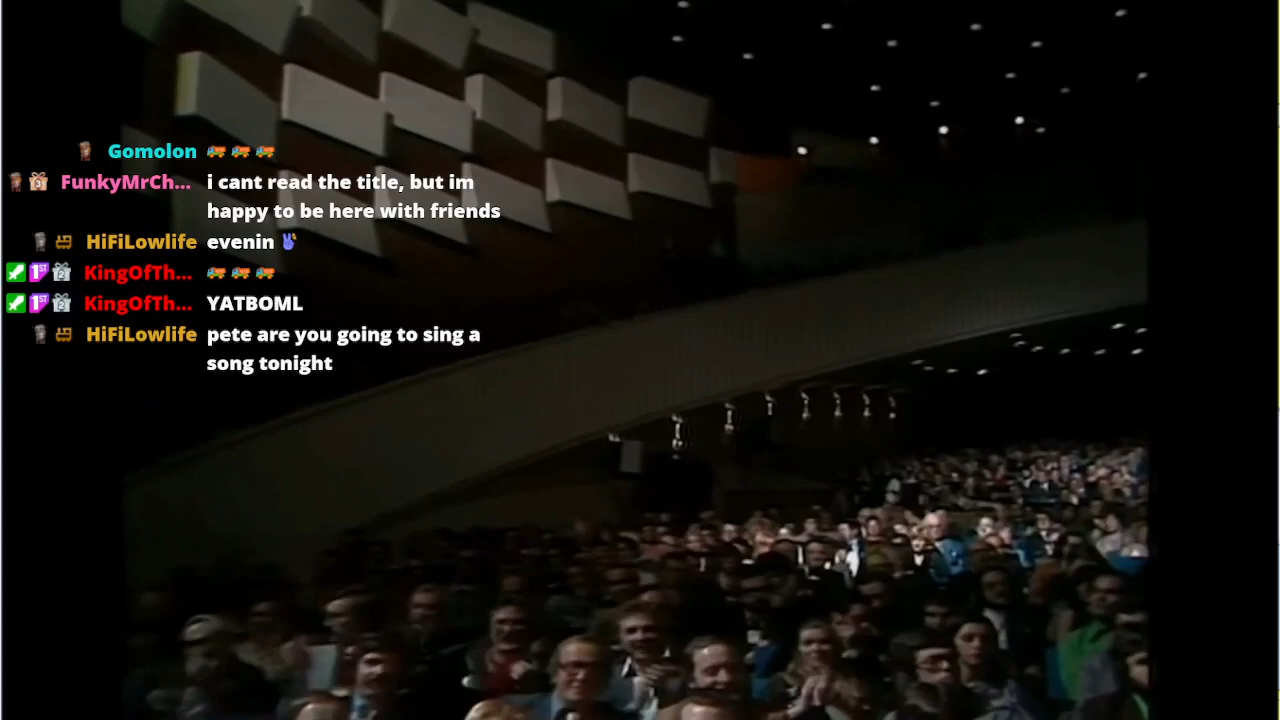 Gomolon
FunkyMrCh... i cant read the title, but im
happy to be here with friends
HiFiLowlife evenin
KingOfTh...
KingOfTh... YATBOML
HiFiLowlife pete are you going to sing a
song tonight